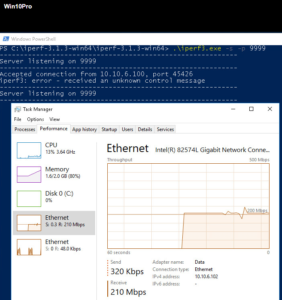 Win10Pro
Windows PowerShell
PS C:\iperf-3.1.3-win64\iperf-3.1.3-win64> .\iperf3.exe -s -p 9999
-----------------------------------------------------------
Server listening on 9999
-----------------------------------------------------------
Accepted connection from 10.10.6.100, port 45426
iperf3: error - received an unknown control message
-----------------------------------------------------------
Server listening on 9999
-----------------------------------------------------------
Task Manager
File Options View
Processes Performance App history Startup Users Details Services
CPU
13% 3.64 GHz
Memory
1.6/2.0 GB (80%)
Disk 0 (C:)
0%
Ethernet
S: 0.3 R: 210 Mbps
Ethernet
S: 0 R: 48.0 Kbps
Ethernet
Intel(R) 82574L Gigabit Network Conne...
Throughput
500 Mbps
60 seconds
0
Send
320 Kbps
Receive
210 Mbps
Adapter name: Data
Connection type: Ethernet
IPv4 address: 10.10.6.102
IPv6 address: -